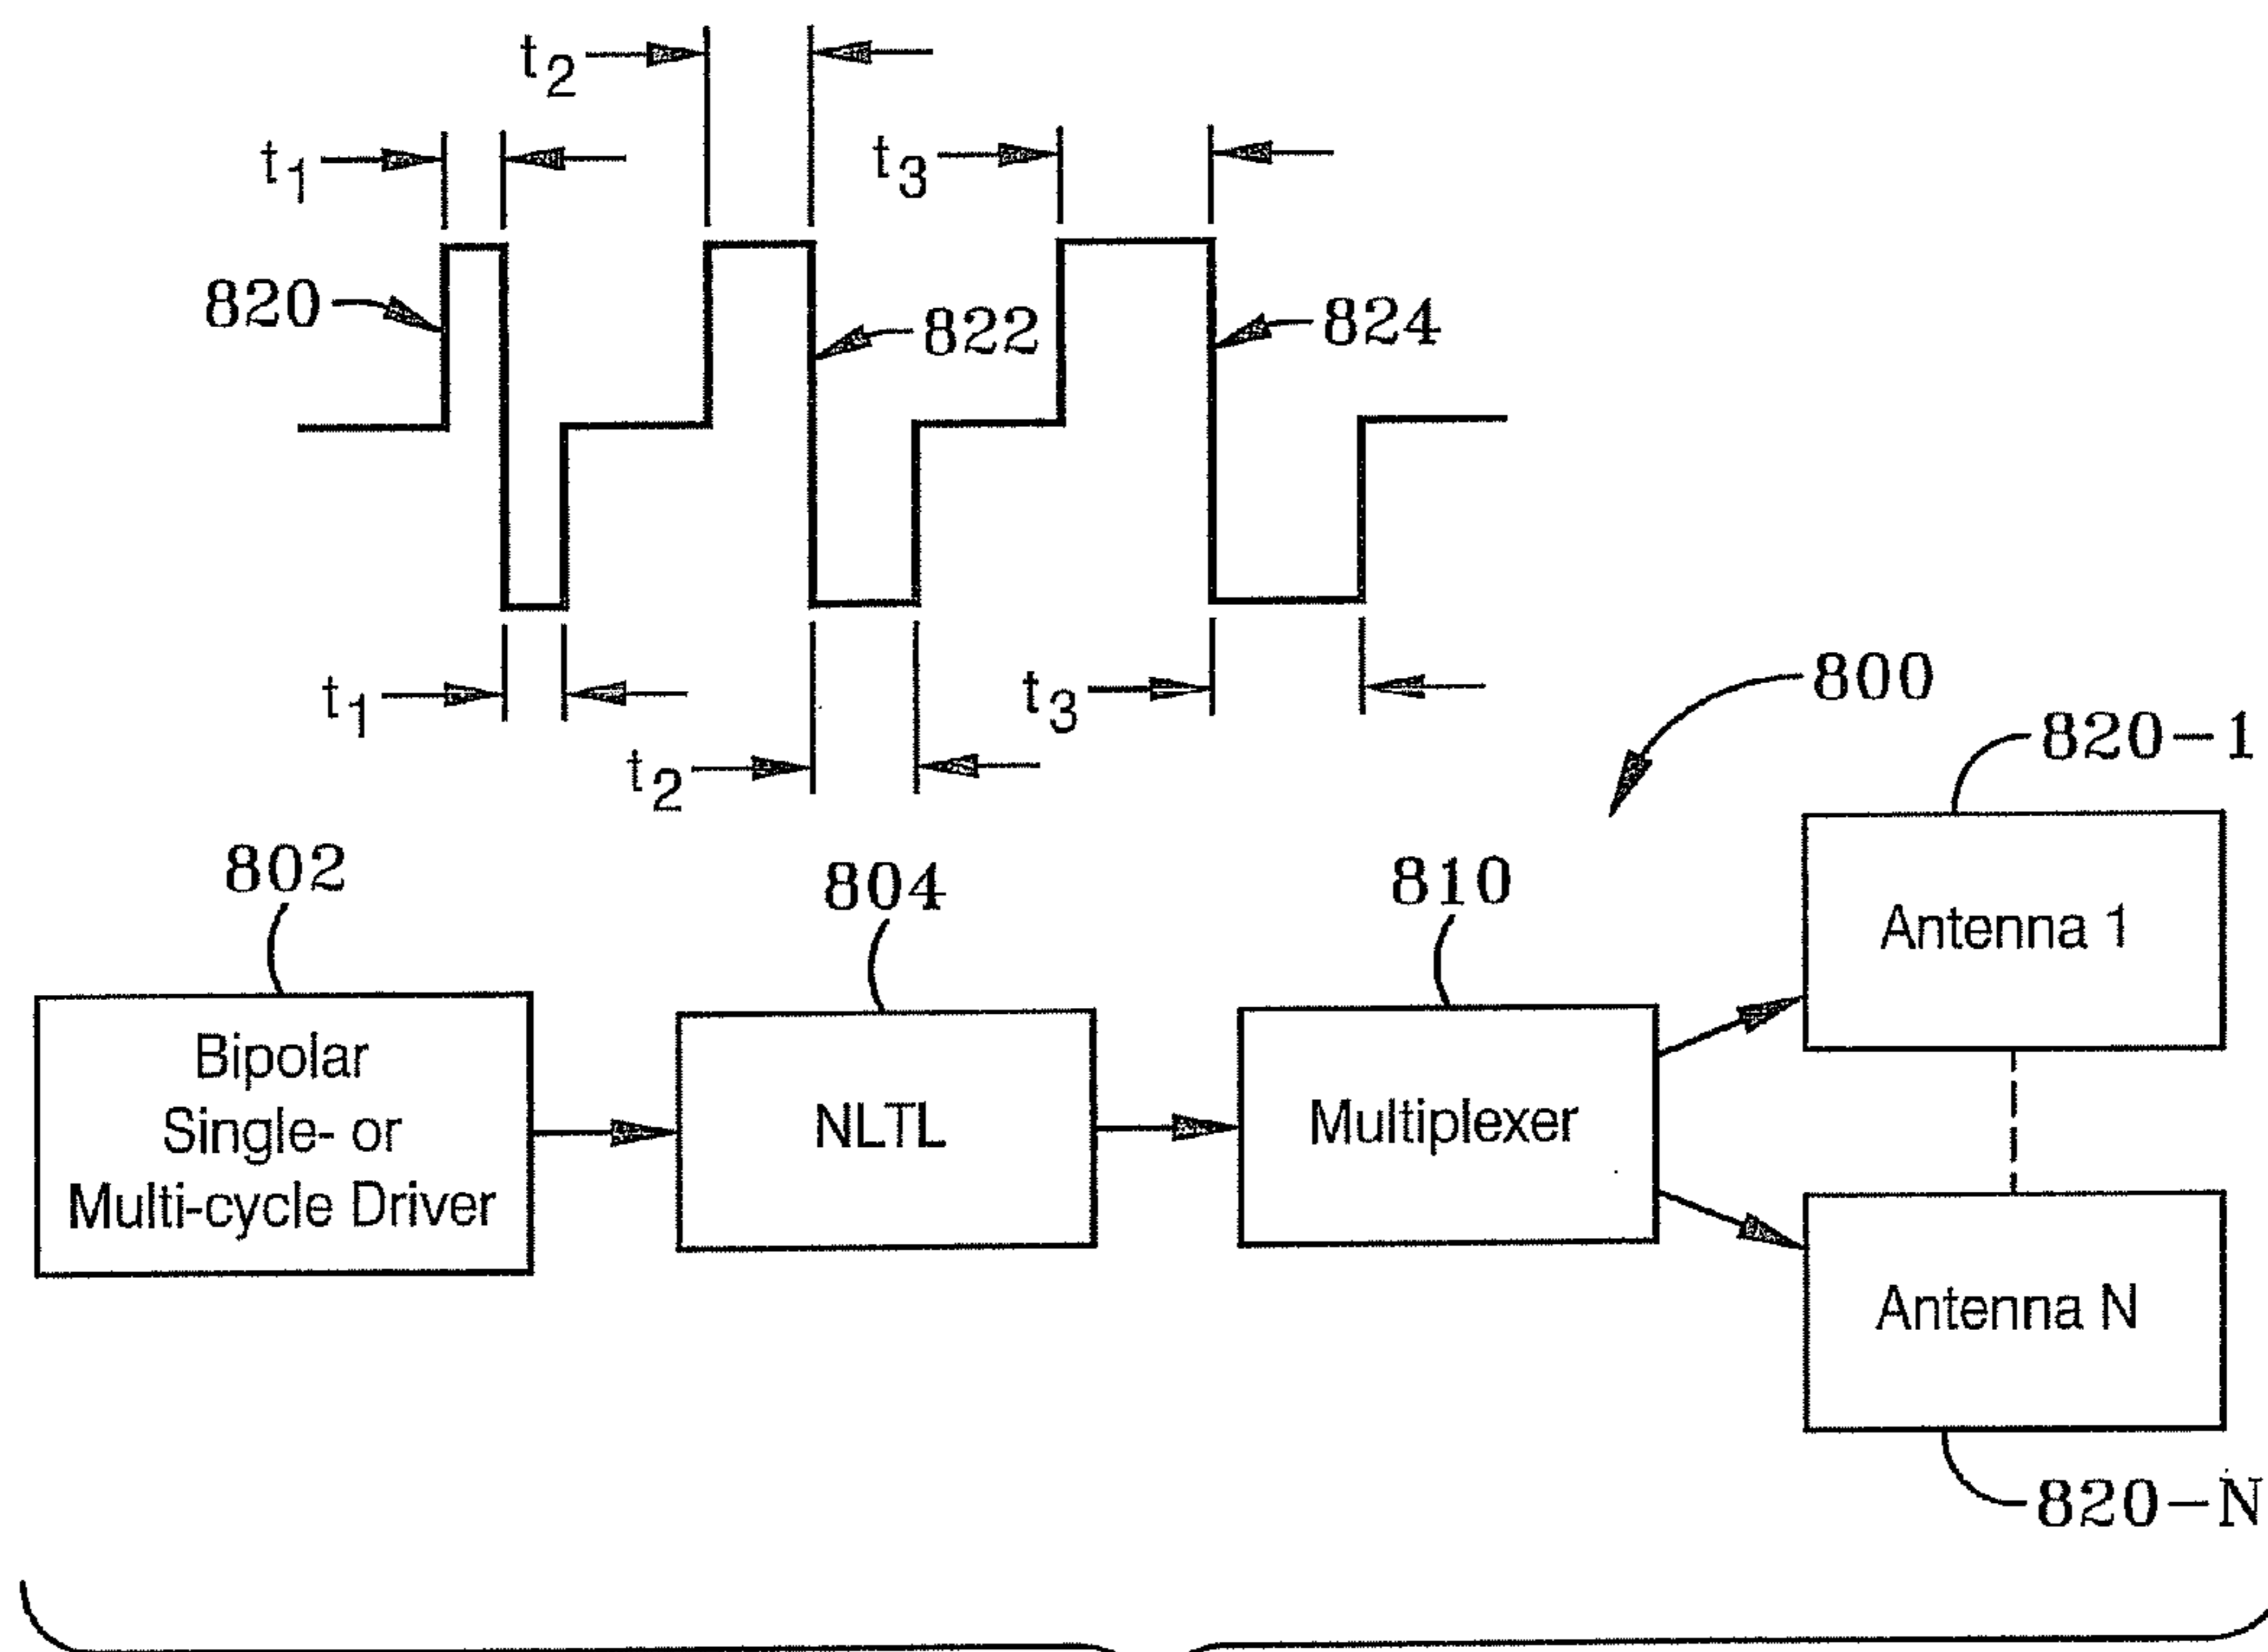 t2
t1
t3
820
822
824
t1
t3
t2
800
820-1
802
804
810
Antenna 1
Bipolar
Single- or
Multi-cycle Driver
NLTL
Multiplexer
Antenna N
820-N